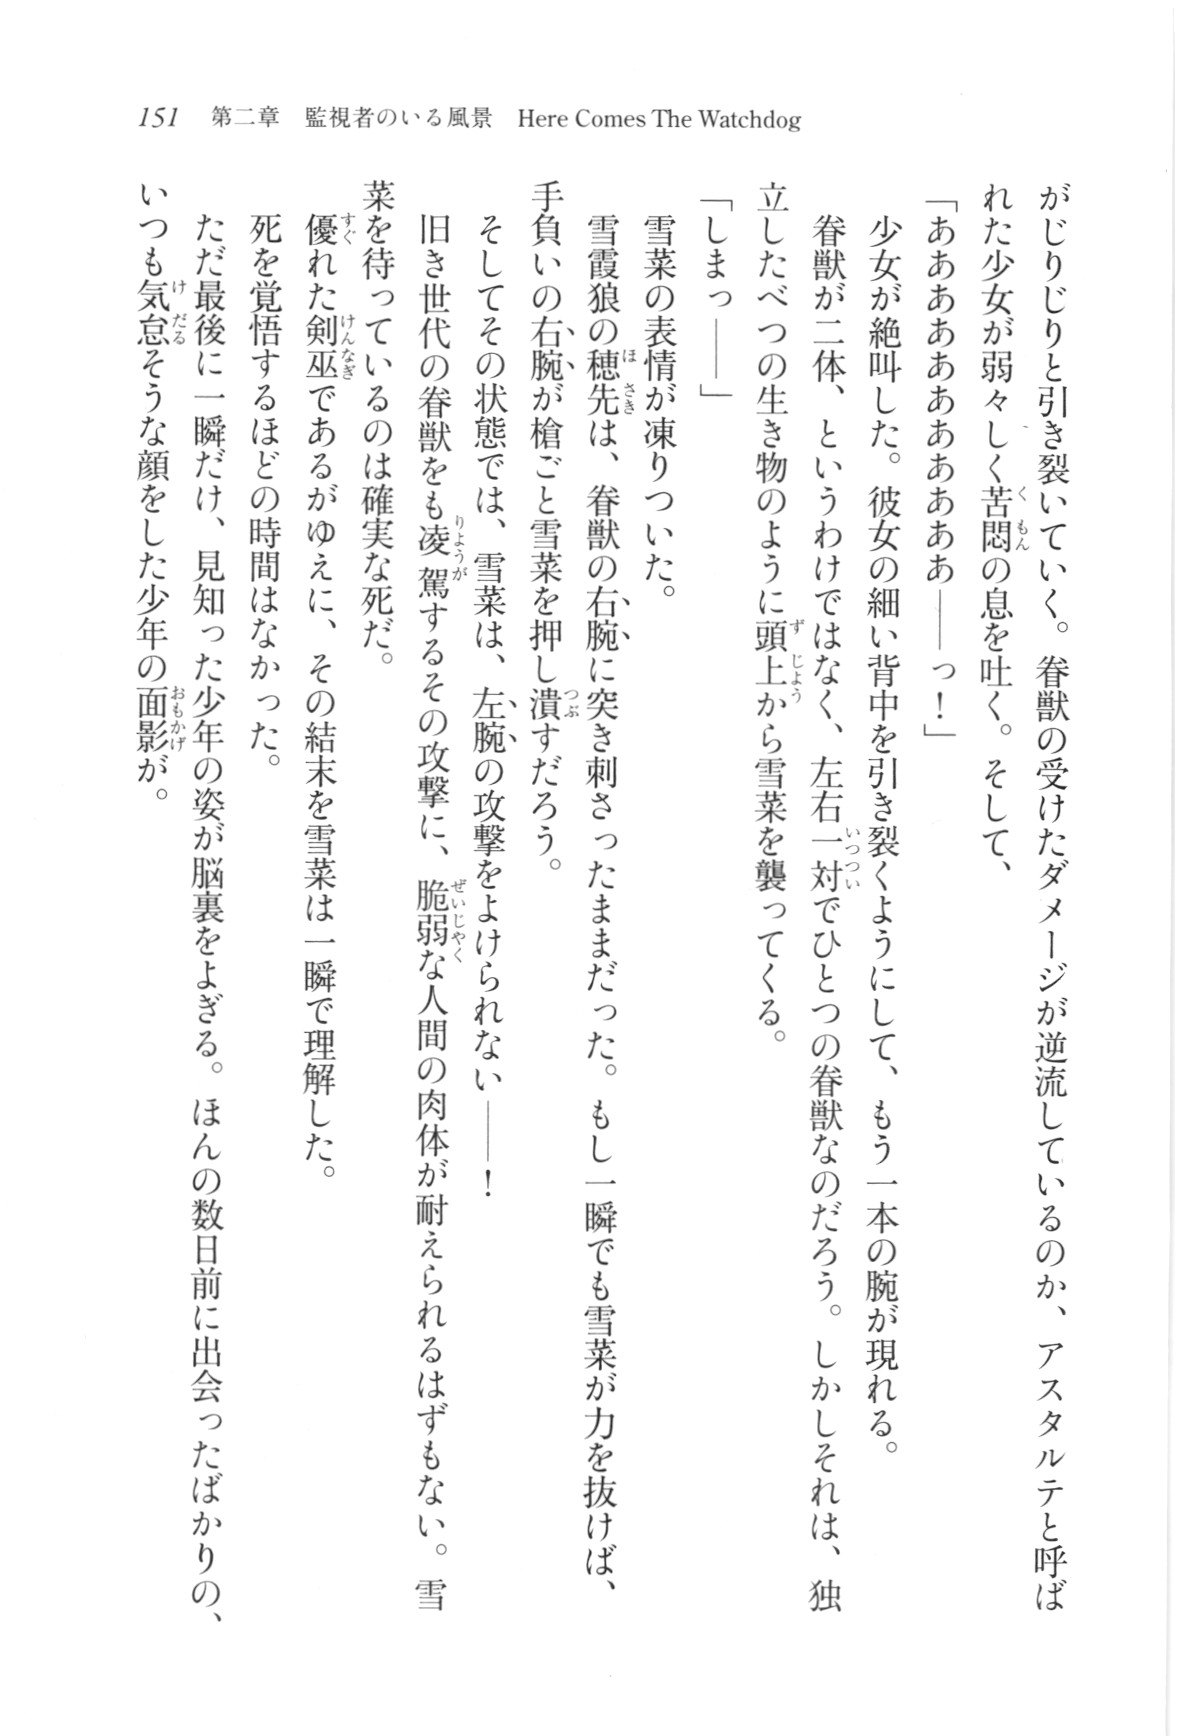 151　第二章　監視者のいる風景　Here Comes The Watchdog
がじりじりと引き裂いていく。眷獣の受けたダメージが逆流しているのか、アスタルテと呼ば
れた少女が弱々しく苦悶の息を吐く。そして、
「ああああああああああ――っ！」
少女が絶叫した。彼女の細い背中を引き裂くようにして、もう一本の腕が現れる。
眷獣が二体、というわけではなく、左右一対でひとつの眷獣なのだろう。しかしそれは、独
立したべつの生き物のように頭上から雪菜を襲ってくる。
「しまっ――」
雪菜の表情が凍りついた。
雪霞狼の穂先は、眷獣の右腕に突き刺さったままだった。もし一瞬でも雪菜が力を抜けば、
手負いの右腕が槍ごと雪菜を押し潰すだろう。
そしてその状態では、雪菜は、左腕の攻撃をよけられない――！
旧き世代の眷獣をも凌駕するその攻撃に、脆弱な人間の肉体が耐えられるはずもない。雪
菜を待っているのは確実な死だ。
優れた剣巫であるがゆえに、その結末を雪菜は一瞬で理解した。
死を覚悟するほどの時間はなかった。
ただ最後に一瞬だけ、見知った少年の姿が脳裏をよぎる。ほんの数日前に出会ったばかりの、
いつも気怠そうな顔をした少年の面影が。